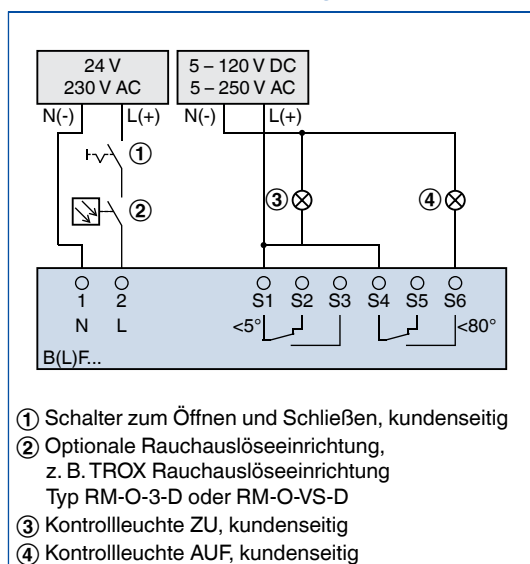 24 V
230 V AC
5 – 120 V DC
5 – 250 V AC
N(-) L(+)
N(-) L(+)
1
2
3
4
1 2 S1 S2 S3 S4 S5 S6
N L <5° <80°
B(L)F...
1 Schalter zum Öffnen und Schließen, kundenseitig
2 Optionale Rauchauslöseeinrichtung,
z. B. TROX Rauchauslöseeinrichtung
Typ RM-O-3-D oder RM-O-VS-D
3 Kontrollleuchte ZU, kundenseitig
4 Kontrollleuchte AUF, kundenseitig